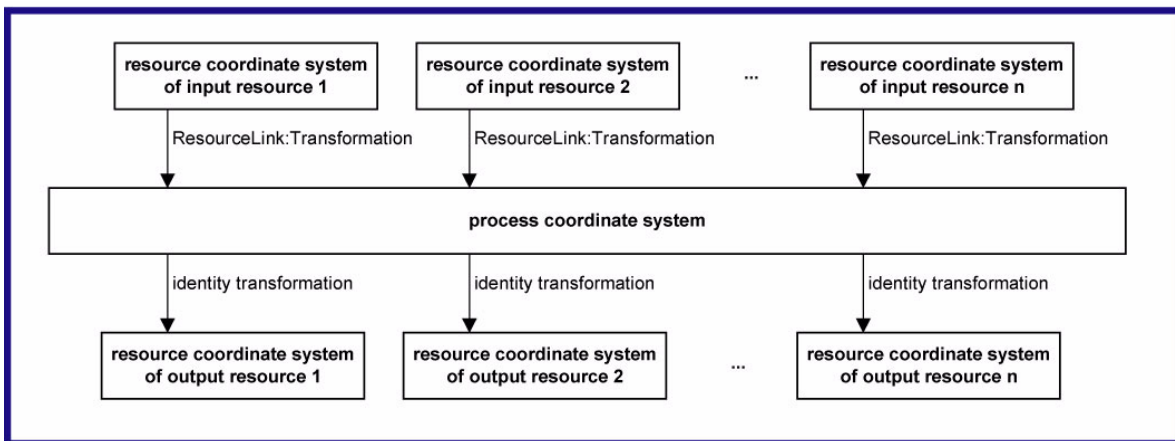 resource coordinate system
of input resource 1
resource coordinate system
of input resource 2
...
resource coordinate system
of input resource n
ResourceLink:Transformation
ResourceLink:Transformation
ResourceLink:Transformation
process coordinate system
identity transformation
identity transformation
identity transformation
resource coordinate system
of output resource 1
resource coordinate system
of output resource 2
...
resource coordinate system
of output resource n